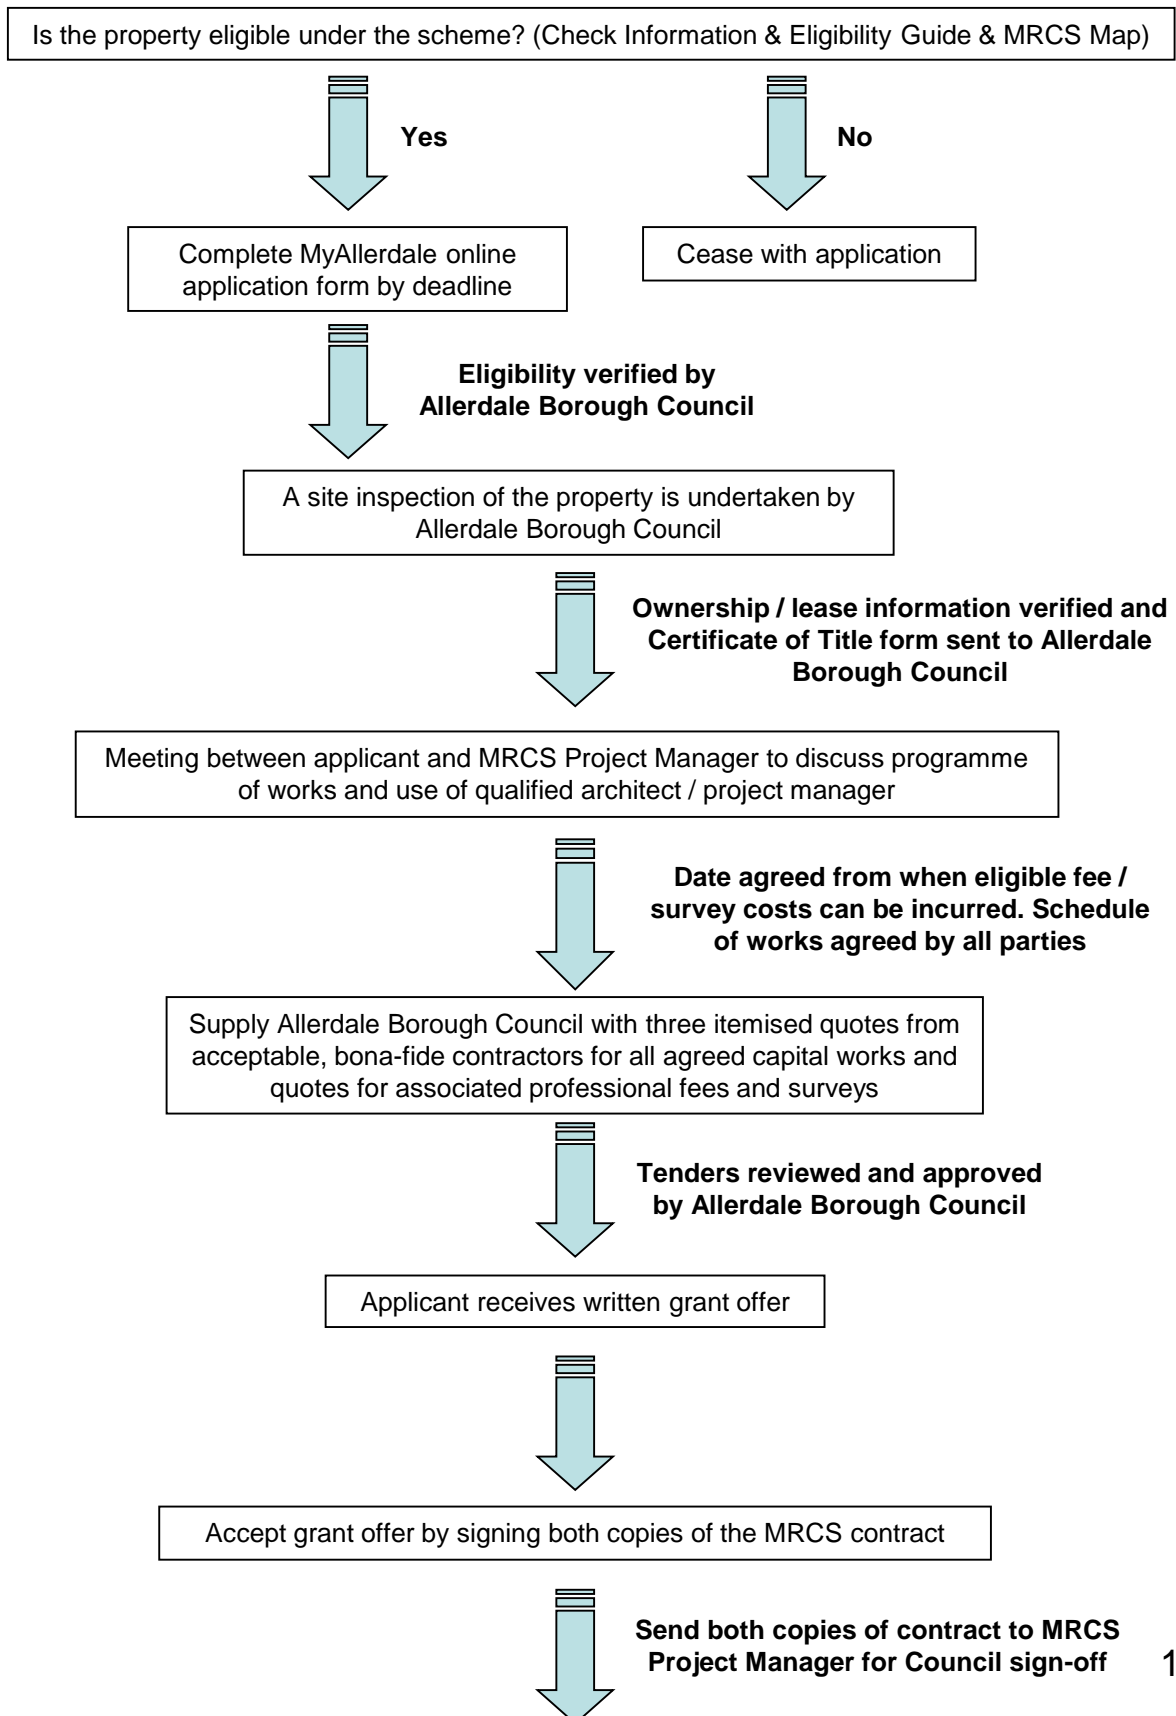 Is the property eligible under the scheme? (Check Information & Eligibility Guide & MRCS Map)
Yes
No
Complete MyAllerdale online
application form by deadline
Cease with application
Eligibility verified by
Allerdale Borough Council
A site inspection of the property is undertaken by
Allerdale Borough Council
Ownership / lease information verified and
Certificate of Title form sent to Allerdale
Borough Council
Meeting between applicant and MRCS Project Manager to discuss programme
of works and use of qualified architect / project manager
Date agreed from when eligible fee /
survey costs can be incurred. Schedule
of works agreed by all parties
Supply Allerdale Borough Council with three itemised quotes from
acceptable, bona-fide contractors for all agreed capital works and
quotes for associated professional fees and surveys
Tenders reviewed and approved
by Allerdale Borough Council
Applicant receives written grant offer
Accept grant offer by signing both copies of the MRCS contract
Send both copies of contract to MRCS
Project Manager for Council sign-off
1